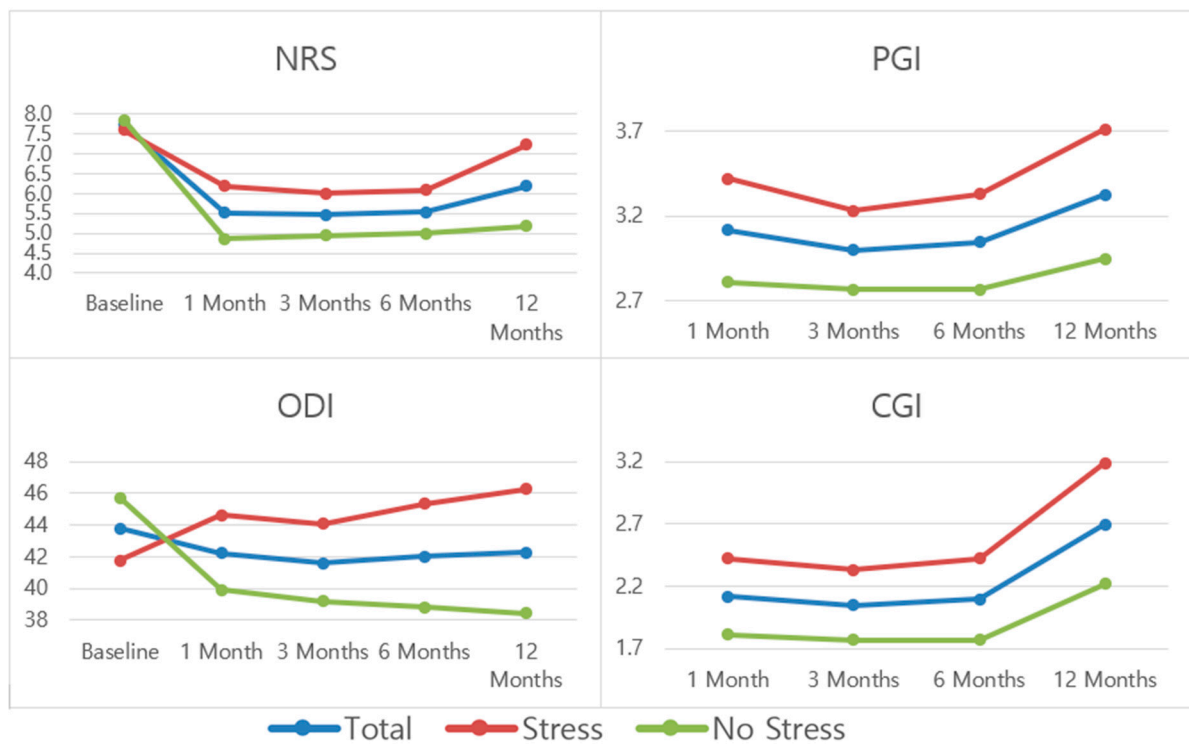 NRS
8.0
7.5
7.0
6.5
6.0
5.5
5.0
4.5
4.0
Baseline 1 Month 3 Months 6 Months 12
Months
PGI
3.7
3.2
2.7
1 Month 3 Months 6 Months 12 Months
ODI
48
46
44
42
40
38
Baseline 1 Month 3 Months 6 Months 12
Months
CGI
3.2
2.7
2.2
1.7
1 Month 3 Months 6 Months 12 Months
Total Stress No Stress